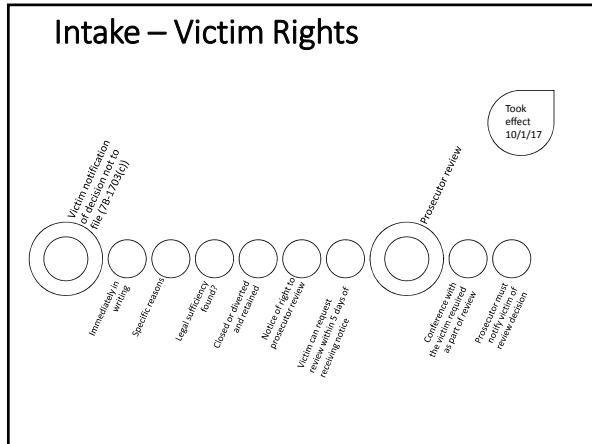 Intake – Victim Rights
Took
effect
10/1/17
Victim notification
of decision not to
file (7B-1703(c))
Immediately in
writing
Specific reasons
Legal sufficiency
found?
Closed or diverted
and retained
Notice of right to
prosecutor review
Victim can request
review within 5 days of
receiving notice
Prosecutor review
Conference with
the victim required
as part of review
Prosecutor must
notify victim of
review decision